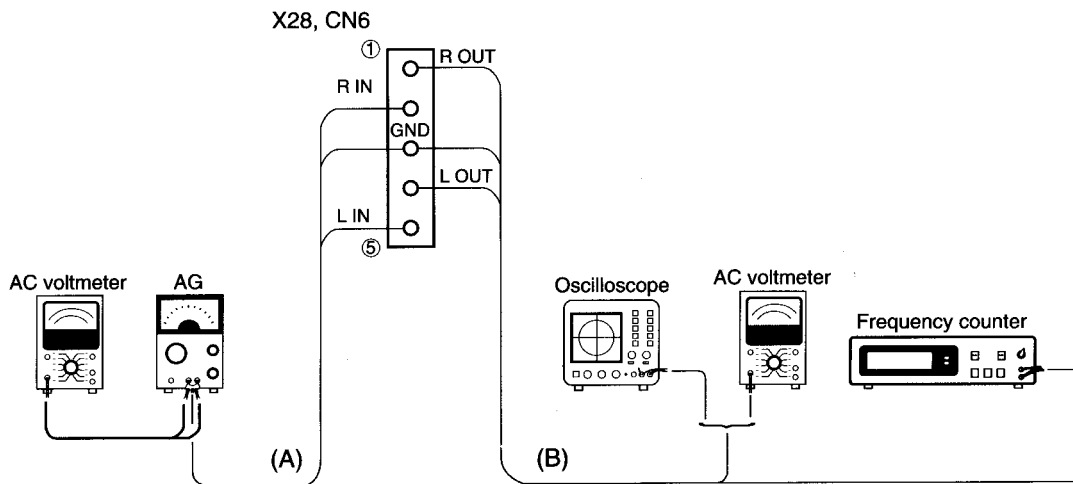 X28, CN6
①
R OUT
R IN
GND
L OUT
L IN
⑤
AC voltmeter
AG
Oscilloscope
AC voltmeter
Frequency counter
(A)
(B)